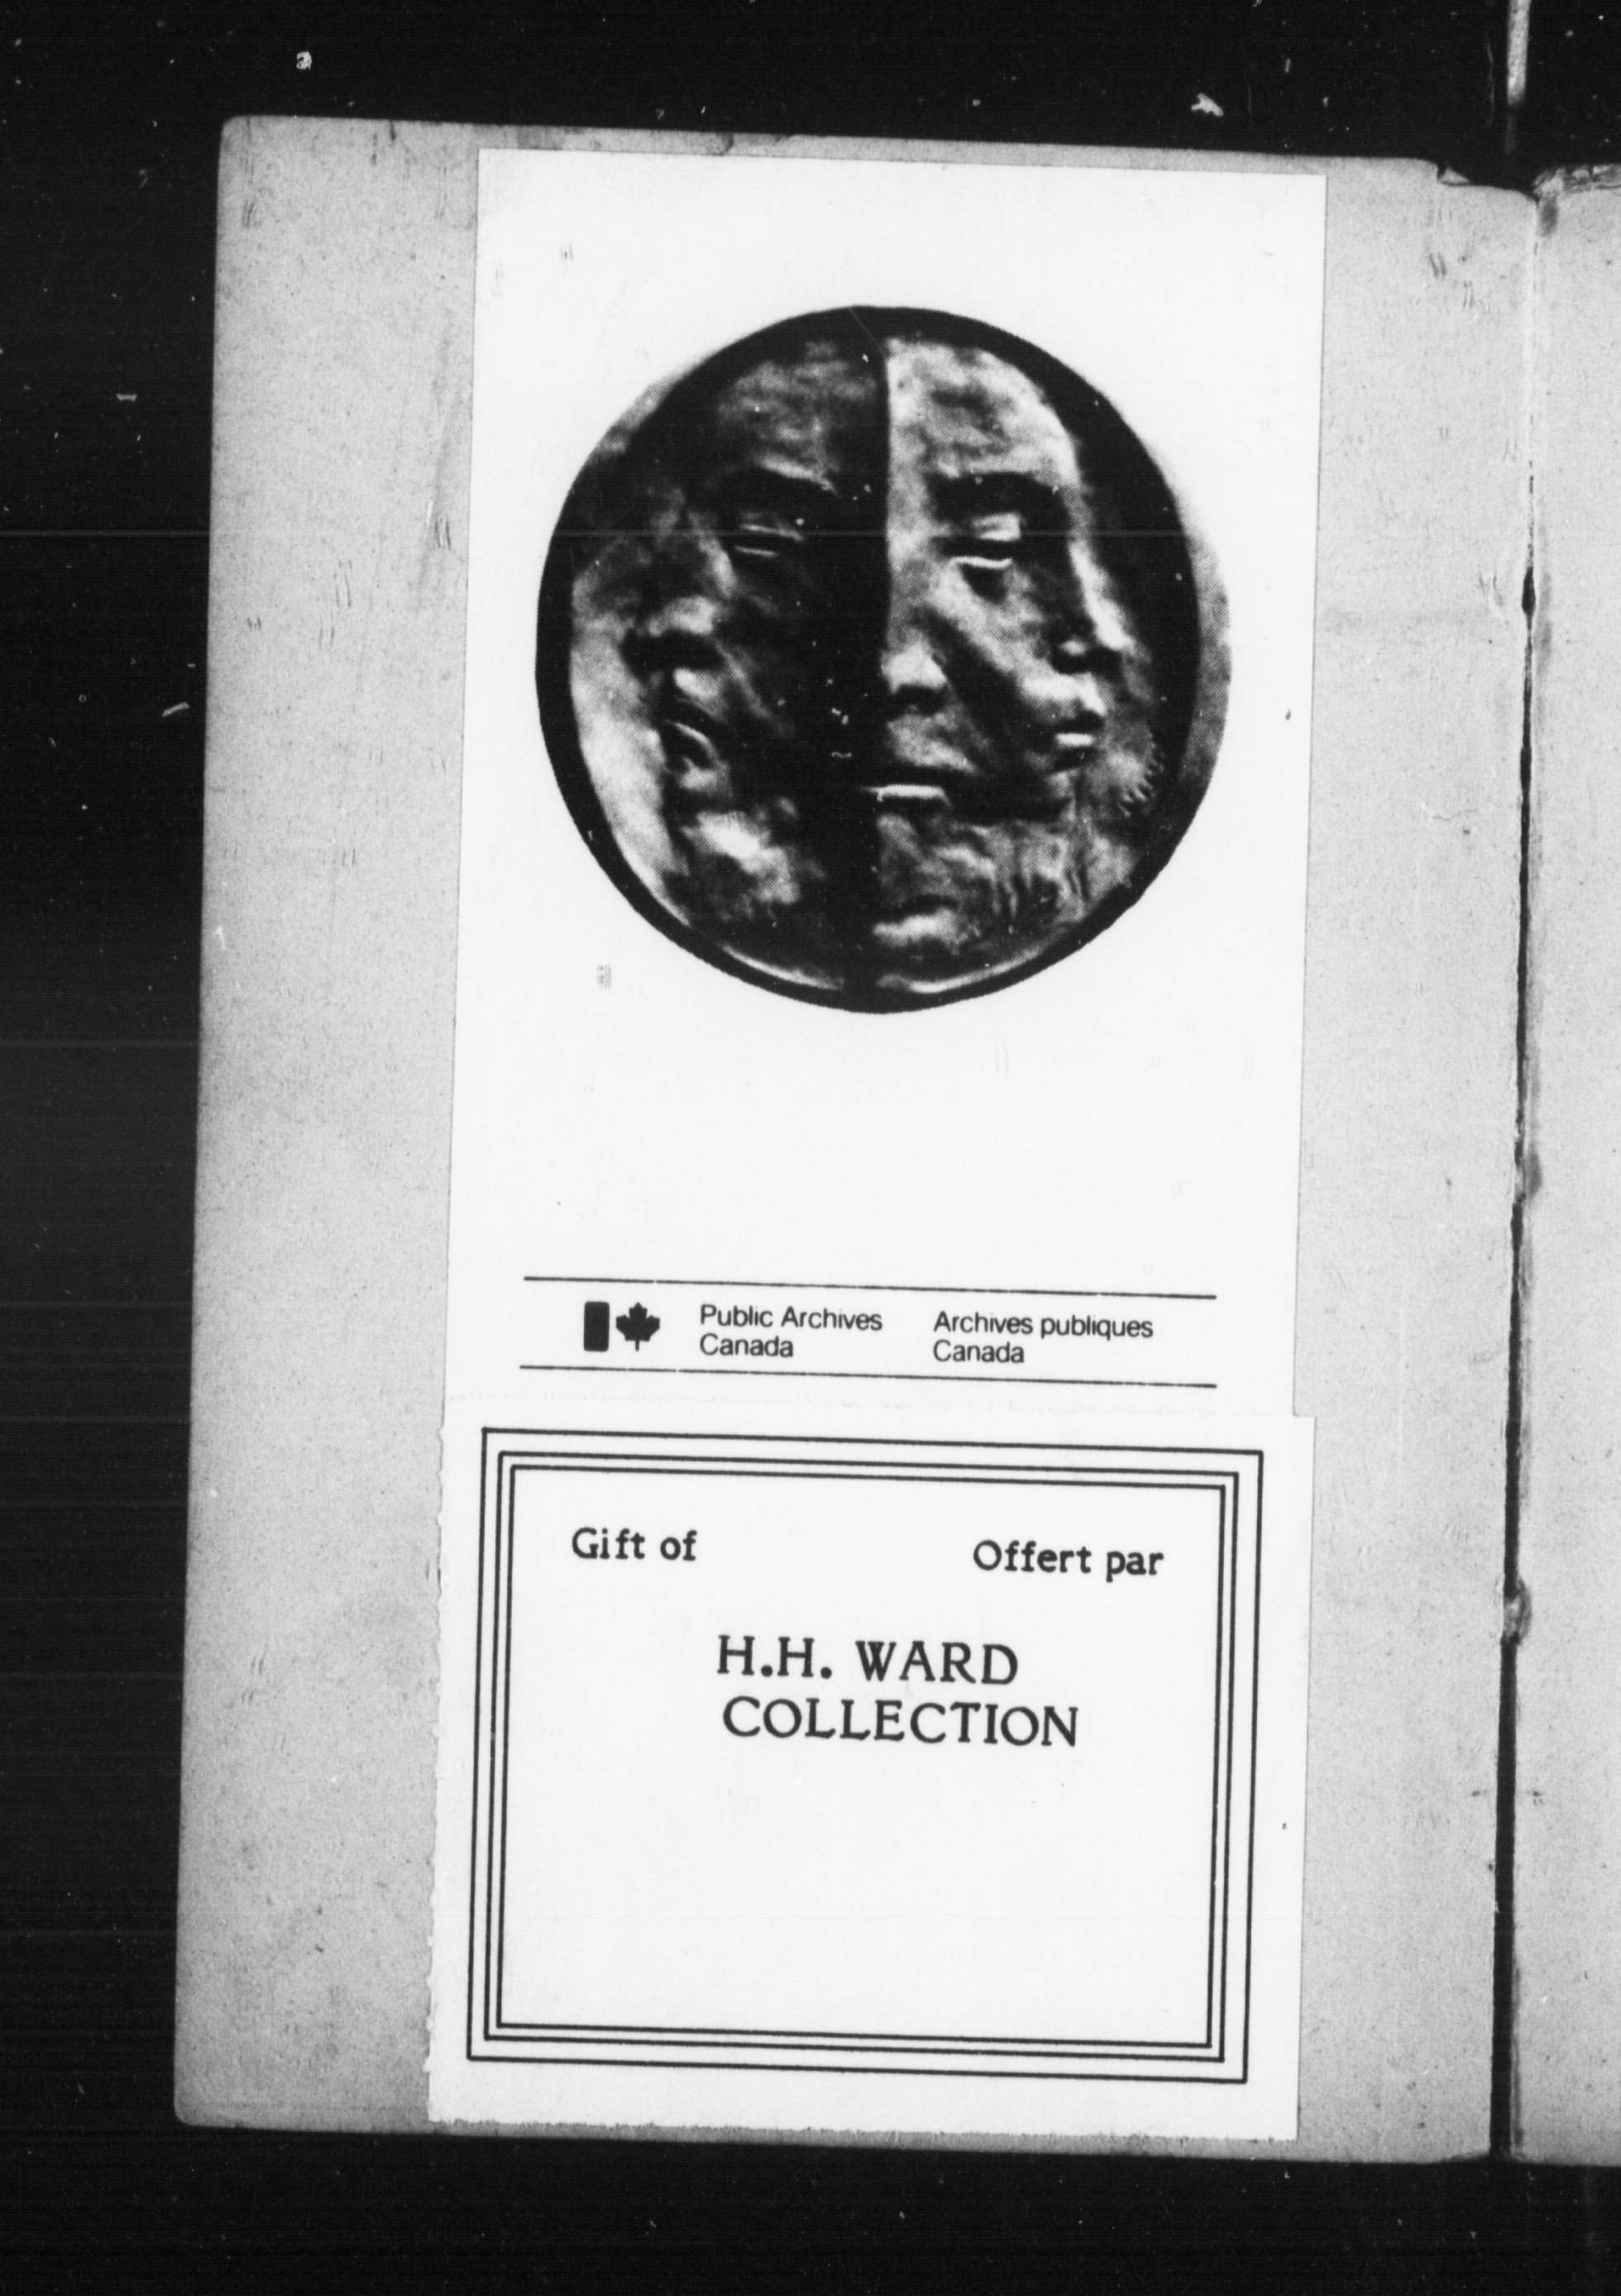 Public Archives
Canada
Archives publiques
Canada
Gift of
Offert par
H.H. WARD
COLLECTION